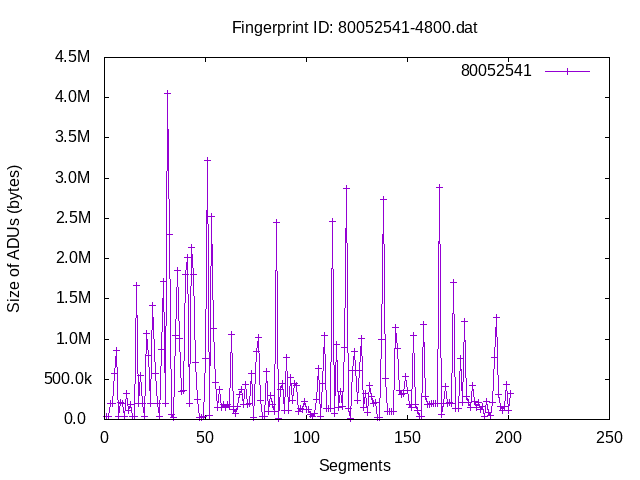 Fingerprint ID: 80052541-4800.dat
80052541
Size of ADUs (bytes)
4.5M
4.0M
3.5M
3.0M
2.5M
2.0M
1.5M
1.0M
500.0k
0.0
0 50 100 150 200 250
Segments